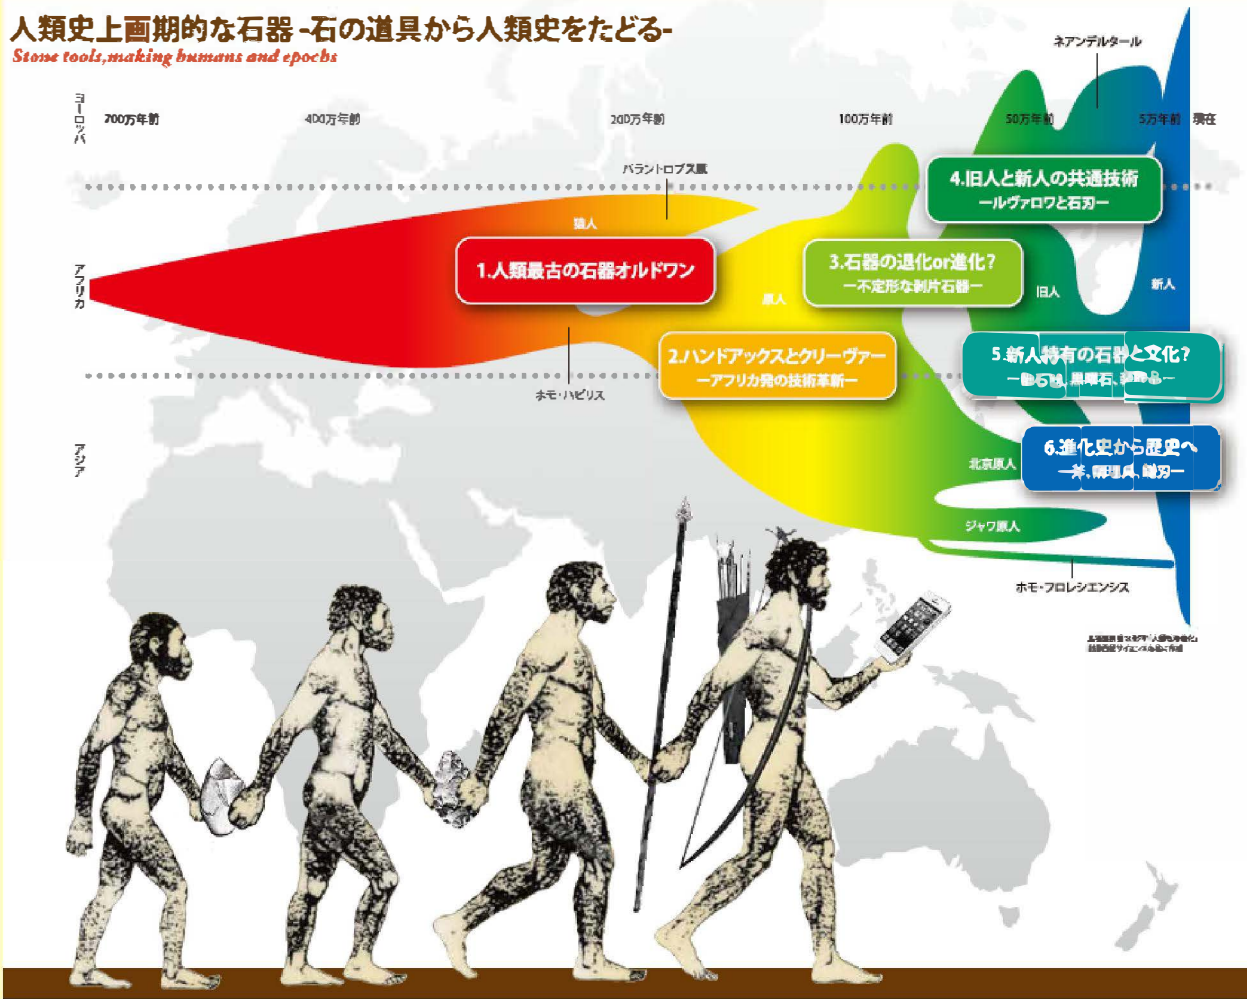 人類史上画期的な石器 -石の道具から人類史をたどる-
Stone tools,making humans and epochs
ネアンデルタール
ヨーロッパ
700万年前
400万年前
200万年前
100万年前
50万年前
5万年前
現在
パラントロプス属
4.旧人と新人の共通技術
ールヴァロワと石刃ー
猿人
アフリカ
1.人類最古の石器オルドワン
3.石器の退化or進化?
ー不定形な剥片石器ー
原人
旧人
新人
2.ハンドアックスとクリーヴァー
ーアフリカ発の技術革新ー
5.新人特有の石器と文化?
黒曜石、
ホモ・ハビリス
アジア
6.進化史から歴史へ
北京原人
ジャワ原人
ホモ・フロレシエンシス